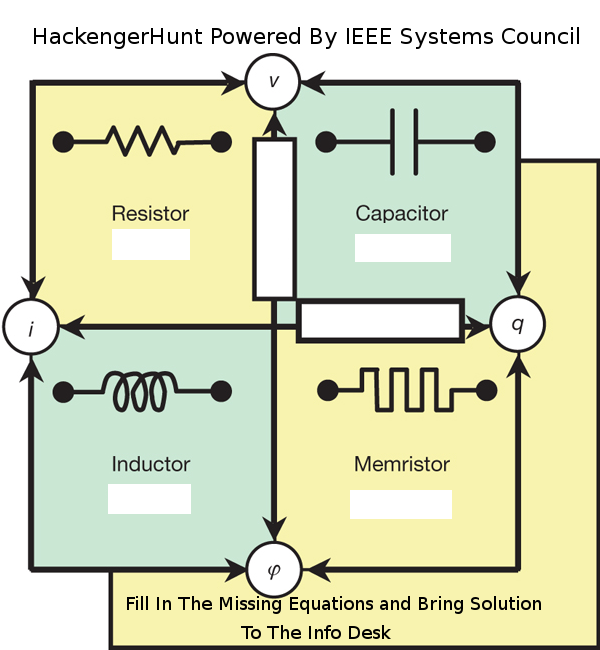 HackengerHunt Powered By IEEE Systems Council
v
Resistor
Capacitor
i
q
Inductor
Memristor
φ
Fill In The Missing Equations and Bring Solution
To The Info Desk